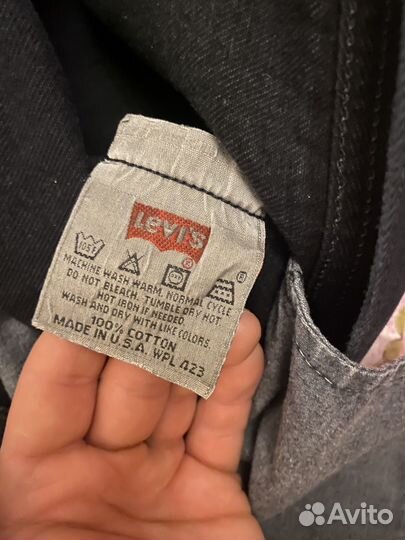 Levi's
®
105F
®
MACHINE WASH WARM. NORMAL CYCLE
DO NOT BLEACH. TUMBLE DRY HOT
HOT IRON IF NEEDED
WASH AND DRY WITH LIKE COLORS.
100% COTTON
MADE IN U.S.A. WPL 423
Avito